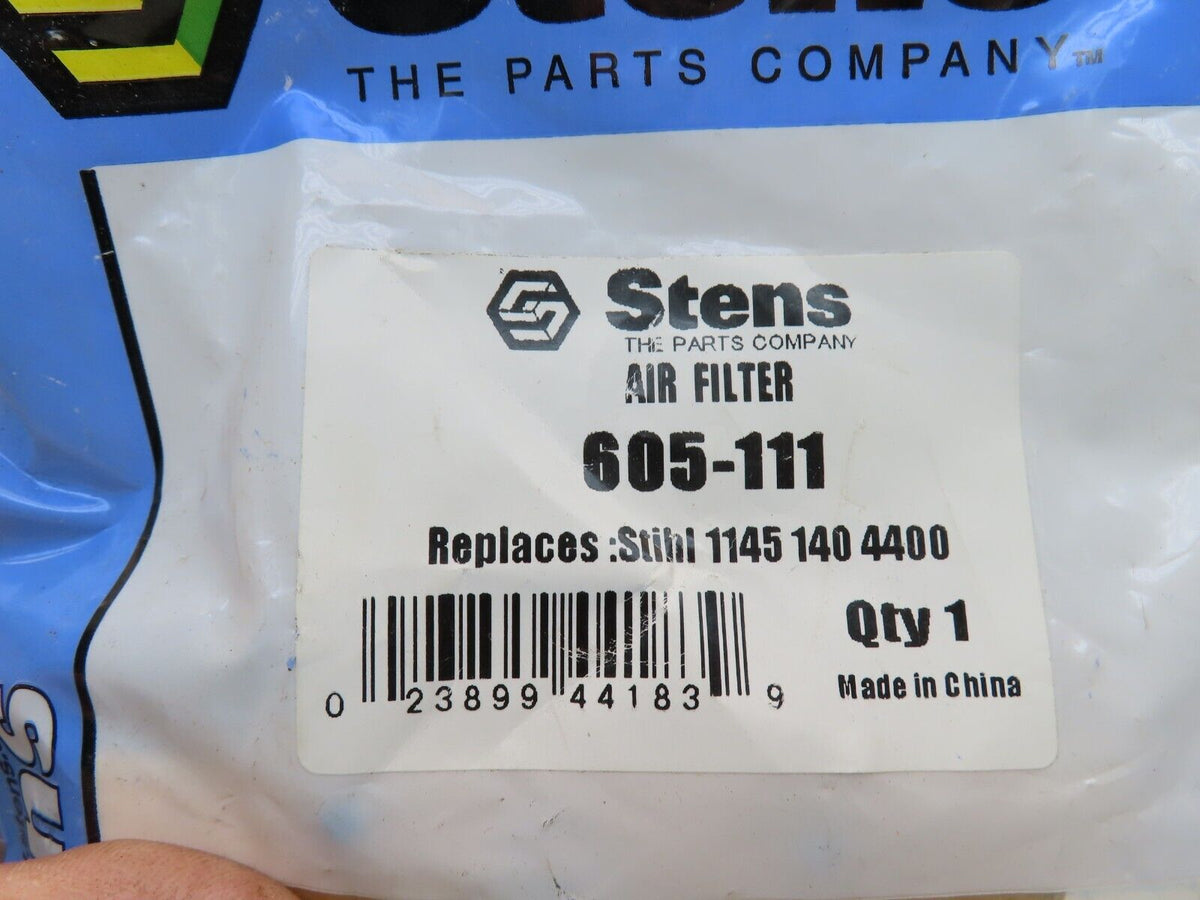 THE PARTS COMPANY™
Stens
THE PARTS COMPANY
AIR FILTER
605-111
Replaces :Stihl 1145 140 4400
Qty 1
Made in China
0 23899 44183 9